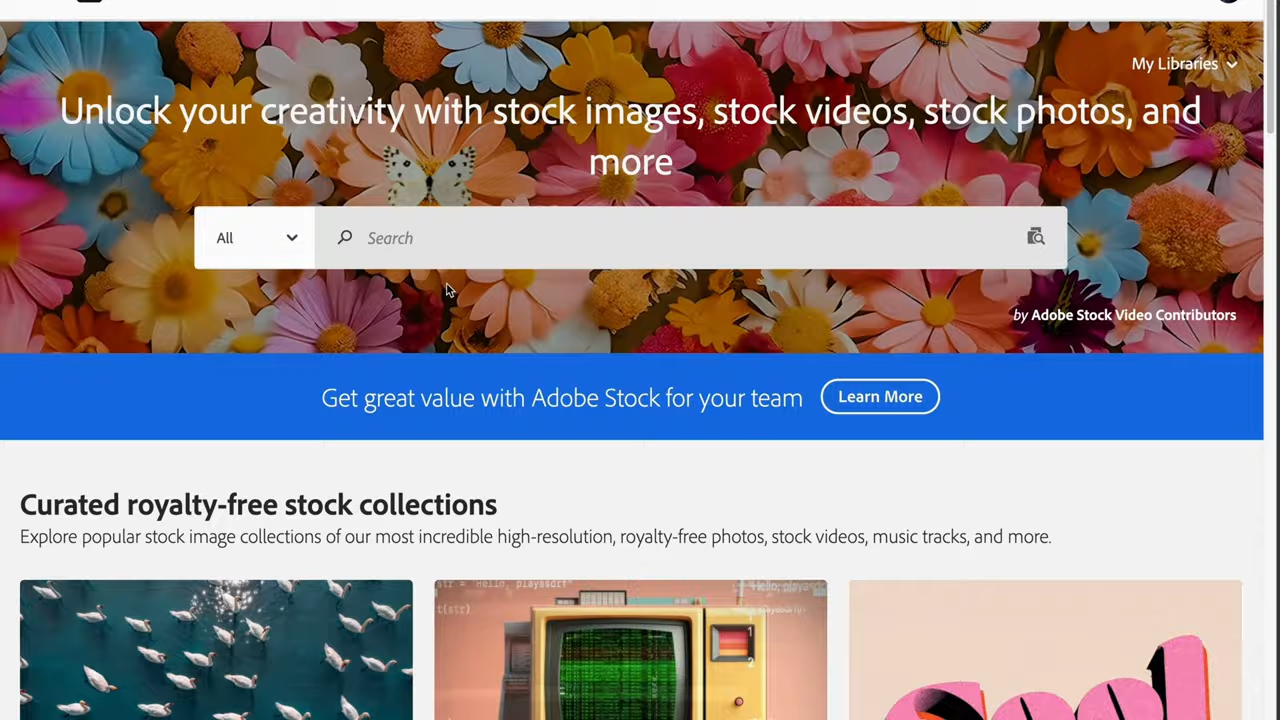 My Libraries
Unlock your creativity with stock images, stock videos, stock photos, and
more
All
Search
by Adobe Stock Video Contributors
Get great value with Adobe Stock for your team
Learn More
Curated royalty-free stock collections
Explore popular stock image collections of our most incredible high-resolution, royalty-free photos, stock videos, music tracks, and more.
t(str)
1
2